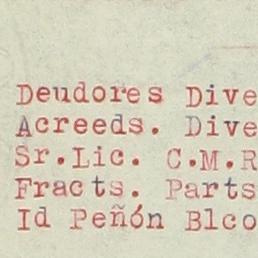 Deudores Dive
Acreeds. Dive
Sr.Lic. C.M.R
Fracts. Parts
Id Peñón Blco